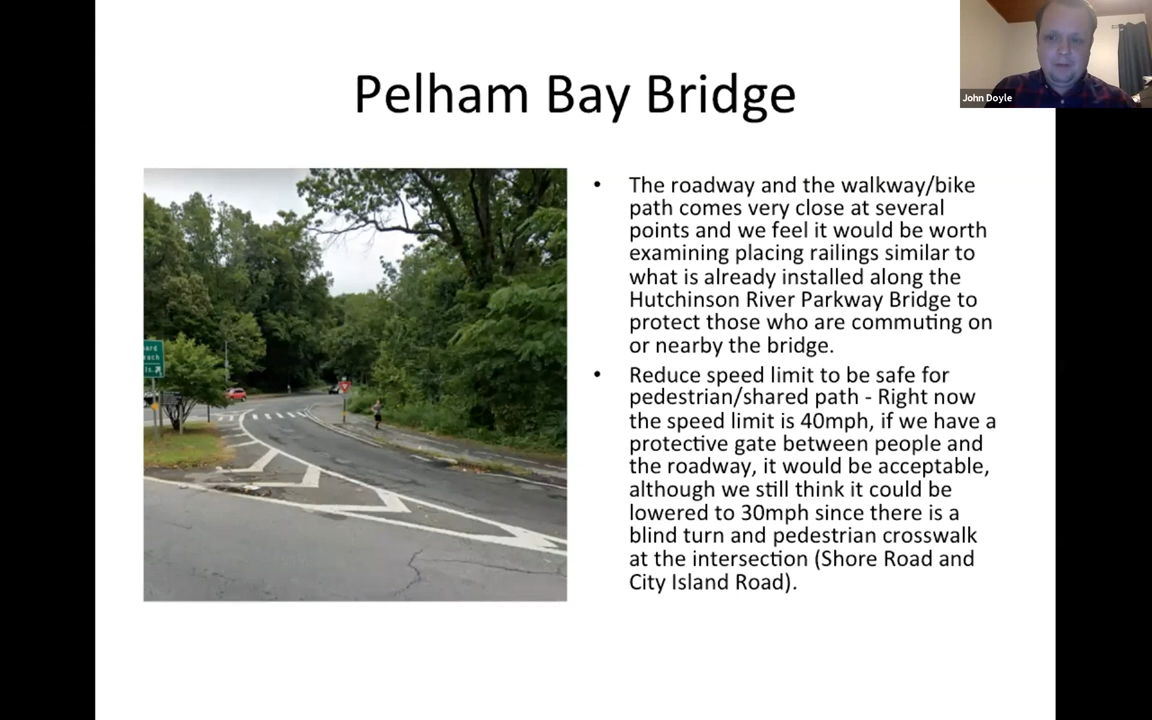 John Doyle
Pelham Bay Bridge
• The roadway and the walkway/bike
path comes very close at several
points and we feel it would be worth
examining placing railings similar to
what is already installed along the
Hutchinson River Parkway Bridge to
protect those who are commuting on
or nearby the bridge.
• Reduce speed limit to be safe for
pedestrian/shared path - Right now
the speed limit is 40mph, if we have a
protective gate between people and
the roadway, it would be acceptable,
although we still think it could be
lowered to 30mph since there is a
blind turn and pedestrian crosswalk
at the intersection (Shore Road and
City Island Road).